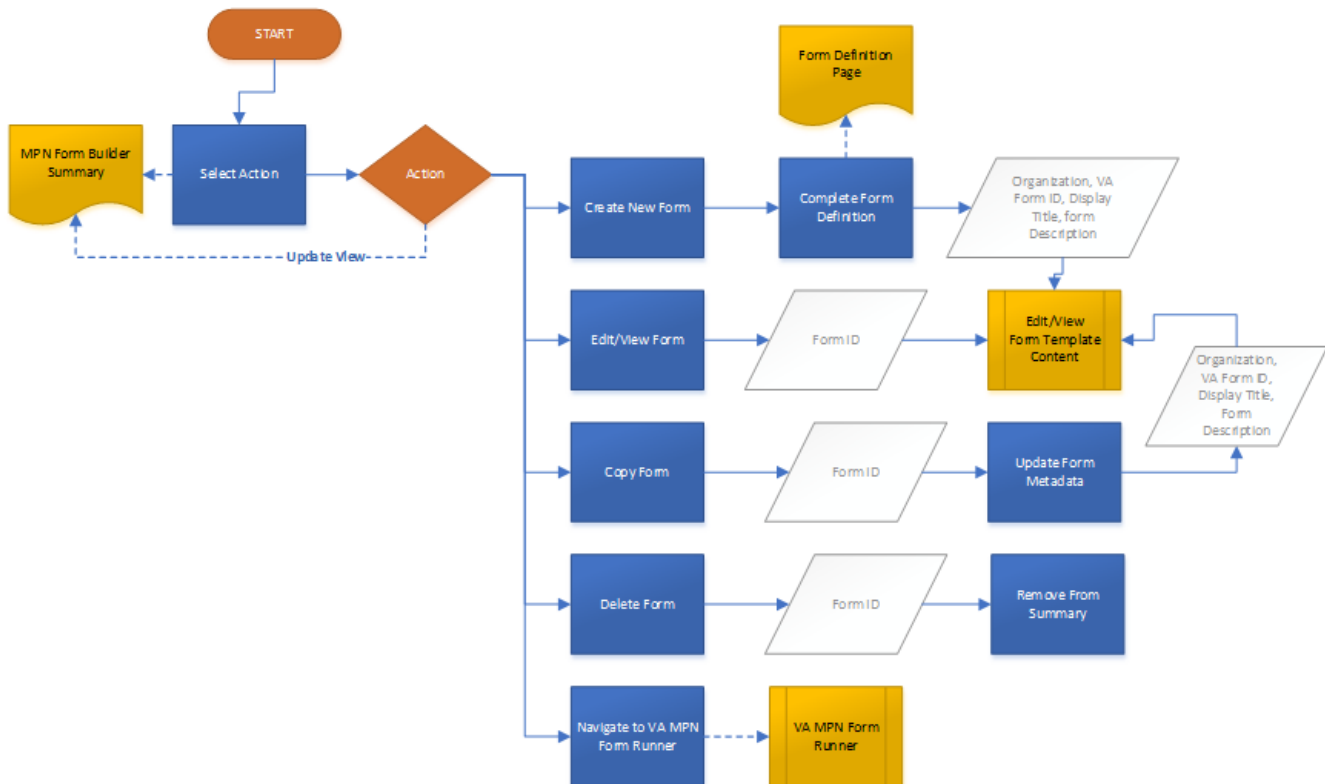 START
Form Definition
Page
MPN Form Builder
Summary
Select Action
Action
Update View
Create New Form
Complete Form
Definition
Organization, VA
Form ID, Display
Title, form
Description
Edit/View Form
Form ID
Edit/View
Form Template
Content
Organization,
VA Form ID,
Display Title,
Form
Description
Copy Form
Form ID
Update Form
Metadata
Delete Form
Form ID
Remove From
Summary
Navigate to VA MPN
Form Runner
VA MPN Form
Runner